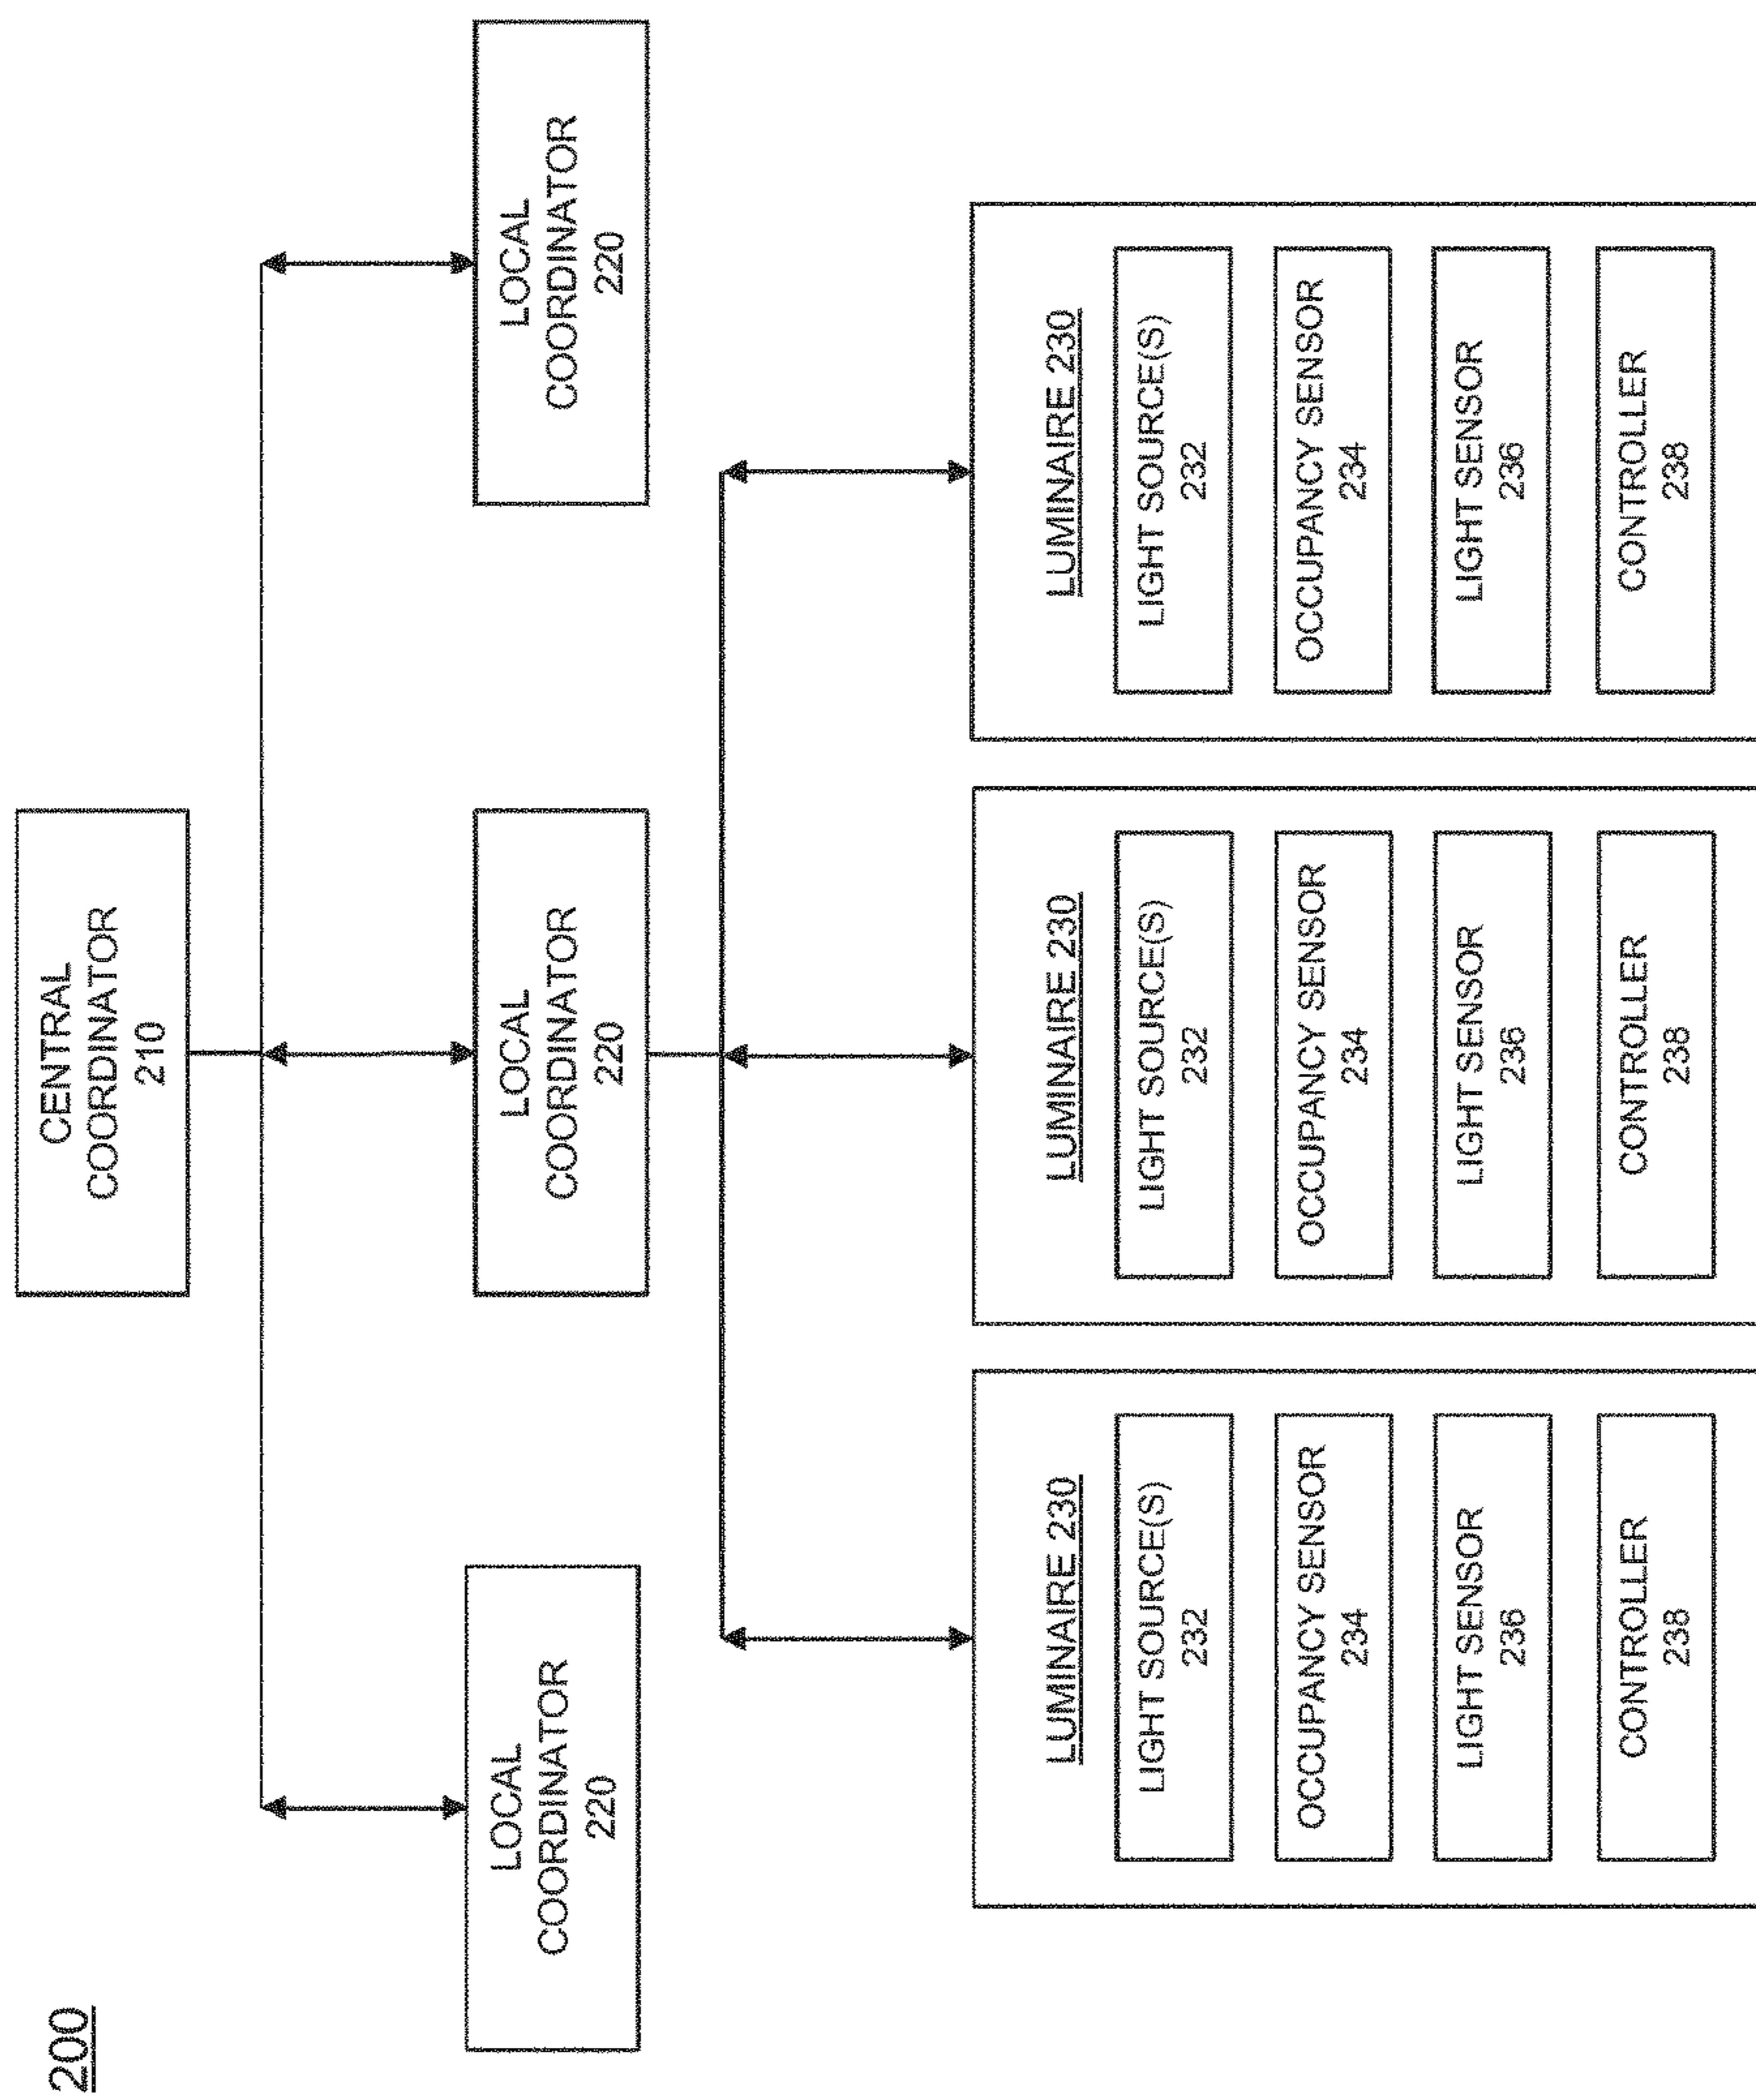 200
CENTRAL
COORDINATOR
210
LOCAL
COORDINATOR
220
LOCAL
COORDINATOR
220
LOCAL
COORDINATOR
220
LUMINAIRE 230
LIGHT SOURCE(S)
232
OCCUPANCY SENSOR
234
LIGHT SENSOR
236
CONTROLLER
238
LUMINAIRE 230
LIGHT SOURCE(S)
232
OCCUPANCY SENSOR
234
LIGHT SENSOR
236
CONTROLLER
238
LUMINAIRE 230
LIGHT SOURCE(S)
232
OCCUPANCY SENSOR
234
LIGHT SENSOR
236
CONTROLLER
238